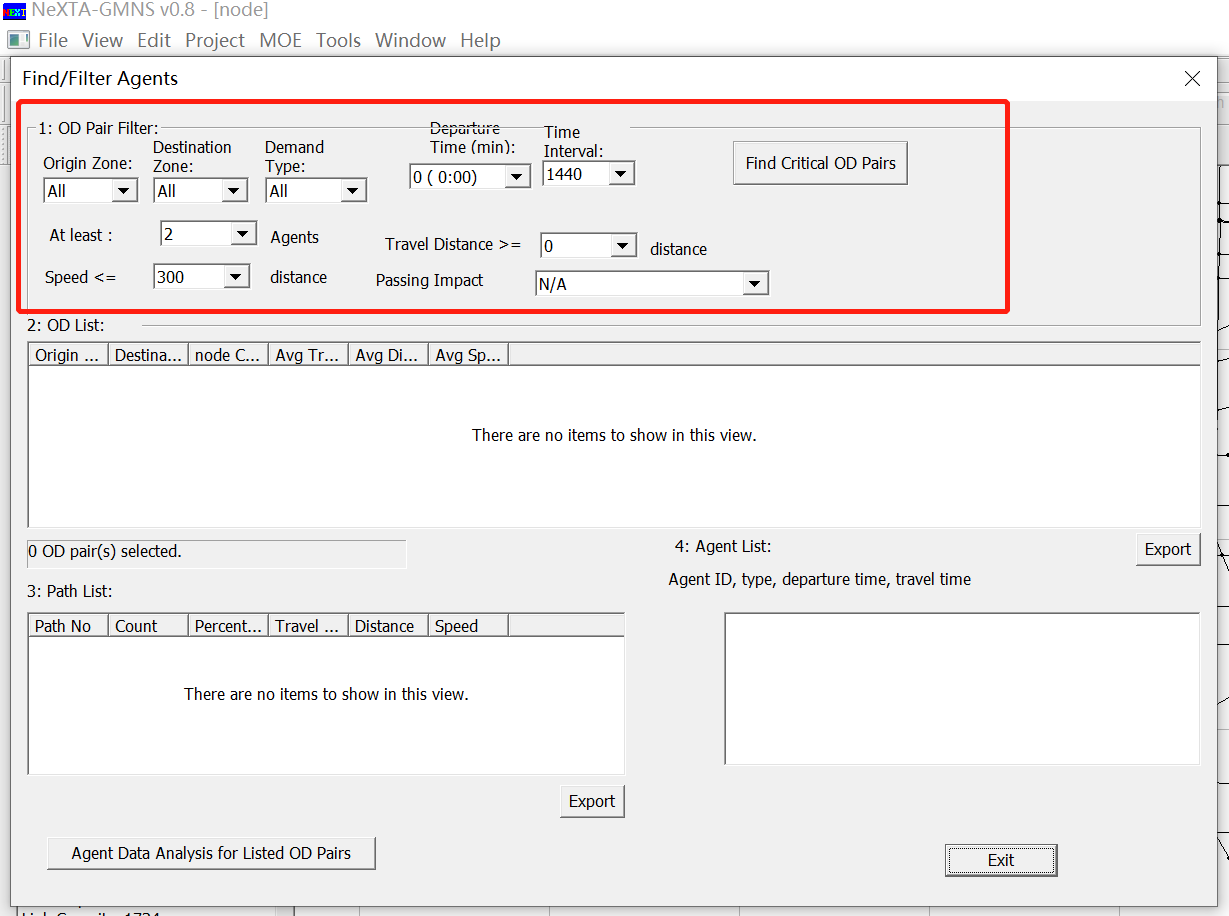 NEXT NeXTA-GMNS v0.8 - [node]
File View Edit Project MOE Tools Window Help
Find/Filter Agents
1: OD Pair Filter:
Origin Zone:
Destination
Zone:
Demand
Type:
Departure
Time (min):
Time
Interval:
Find Critical OD Pairs
All All All 0 ( 0:00) 1440
At least : 2 Agents Travel Distance >= 0 distance
Speed <= 300 distance Passing Impact N/A
2: OD List:
Origin ... Destina... node C... Avg Tr... Avg Di... Avg Sp...
There are no items to show in this view.
0 OD pair(s) selected.
4: Agent List:
Export
Agent ID, type, departure time, travel time
3: Path List:
Path No Count Percent... Travel ... Distance Speed
There are no items to show in this view.
Export
Agent Data Analysis for Listed OD Pairs
Exit